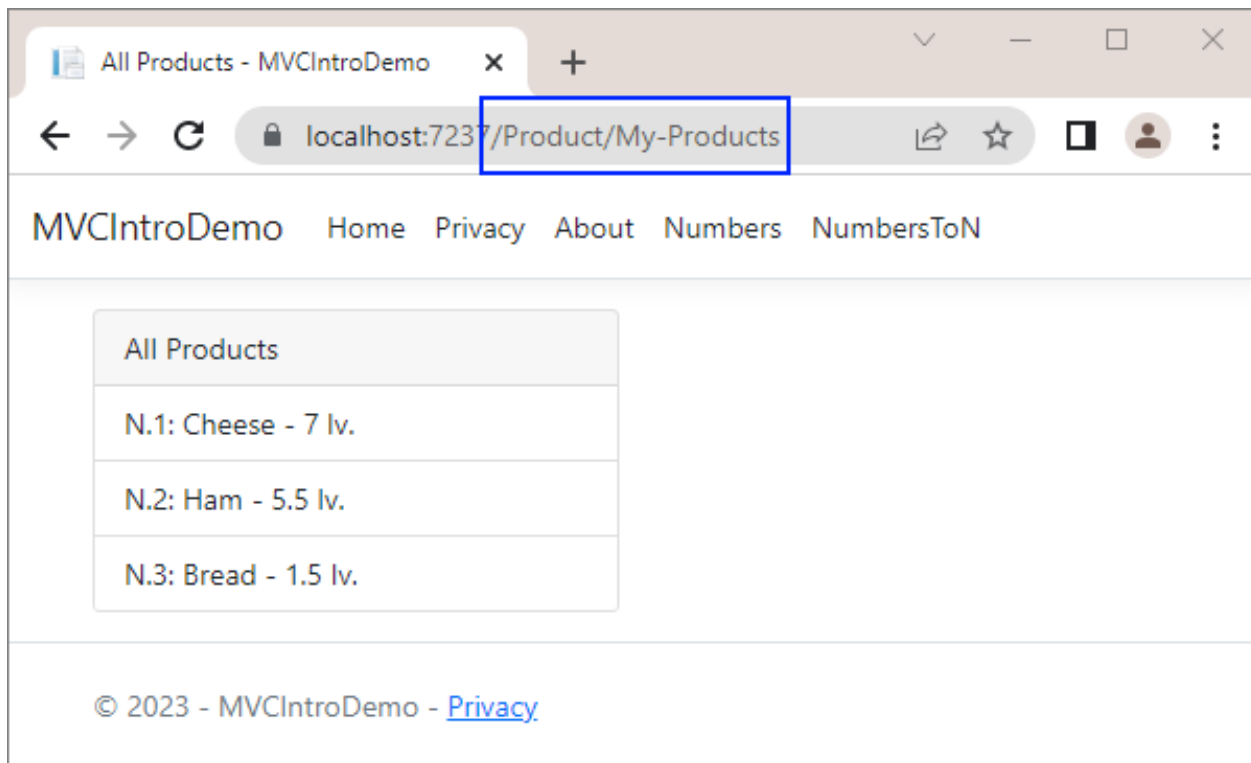 All Products - MVCIntroDemo
localhost:7237/Product/My-Products
MVCIntroDemo Home Privacy About Numbers NumbersToN
All Products
N.1: Cheese - 7 lv.
N.2: Ham - 5.5 lv.
N.3: Bread - 1.5 lv.
© 2023 - MVCIntroDemo - Privacy